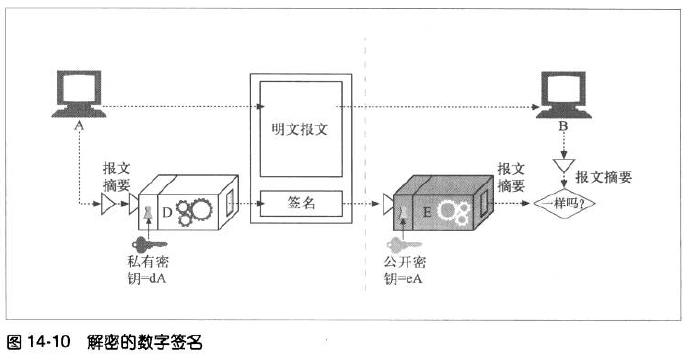 A
B
明文报文
报文
摘要
D
签名
报文
摘要
E
报文摘要
一样吗?
私有密
钥=dA
公开密
钥=eA
图 14-10 解密的数字签名